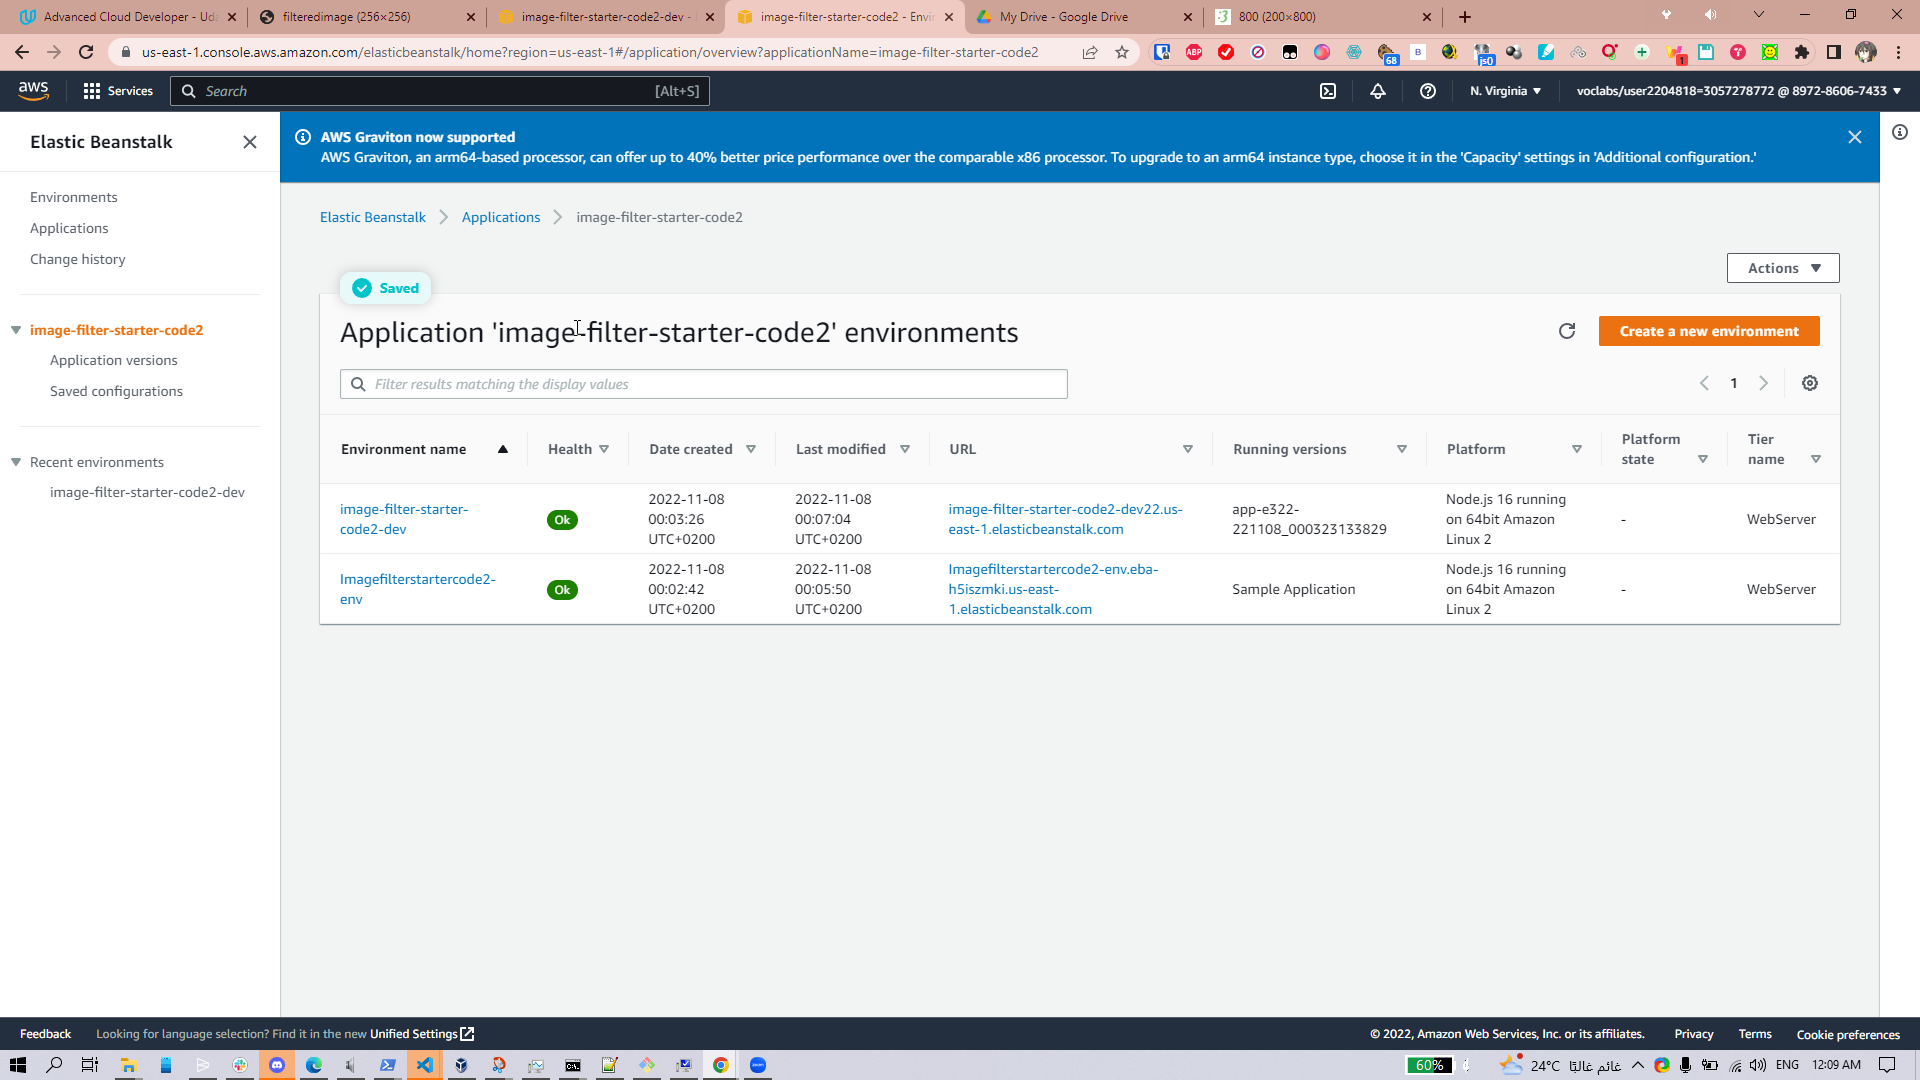 Advanced Cloud Developer - Uda
filteredimage (256×256)
image-filter-starter-code2-dev -
image-filter-starter-code2 - Envir
My Drive - Google Drive
800 (200×800)
us-east-1.console.aws.amazon.com/elasticbeanstalk/home?region=us-east-1#/application/overview?applicationName=image-filter-starter-code2
ABP
68
B
js()
1
aws
Services
Search
[Alt+S]
N. Virginia
voclabs/user2204818=3057278772 @ 8972-8606-7433
Elastic Beanstalk
Environments
Applications
Change history
image-filter-starter-code2
Application versions
Saved configurations
Recent environments
image-filter-starter-code2-dev
AWS Graviton now supported
AWS Graviton, an arm64-based processor, can offer up to 40% better price performance over the comparable x86 processor. To upgrade to an arm64 instance type, choose it in the 'Capacity' settings in 'Additional configuration.'
Elastic Beanstalk
Applications
image-filter-starter-code2
Actions
Saved
Application 'image-filter-starter-code2' environments
Create a new environment
Filter results matching the display values
1
Environment name
Health
Date created
Last modified
URL
Running versions
Platform
Platform
state
Tier
name
image-filter-starter-
code2-dev
Ok
2022-11-08
00:03:26
UTC+0200
2022-11-08
00:07:04
UTC+0200
image-filter-starter-code2-dev22.us-
east-1.elasticbeanstalk.com
app-e322-
221108_000323133829
Node.js 16 running
on 64bit Amazon
Linux 2
-
WebServer
Imagefilterstartercode2-
env
Ok
2022-11-08
00:02:42
UTC+0200
2022-11-08
00:05:50
UTC+0200
Imagefilterstartercode2-env.eba-
h5iszmki.us-east-
1.elasticbeanstalk.com
Sample Application
Node.js 16 running
on 64bit Amazon
Linux 2
-
WebServer
Feedback
Looking for language selection? Find it in the new Unified Settings
© 2022, Amazon Web Services, Inc. or its affiliates.
Privacy
Terms
Cookie preferences
60%
24°C
غائم غالبًا
ENG
12:09 AM